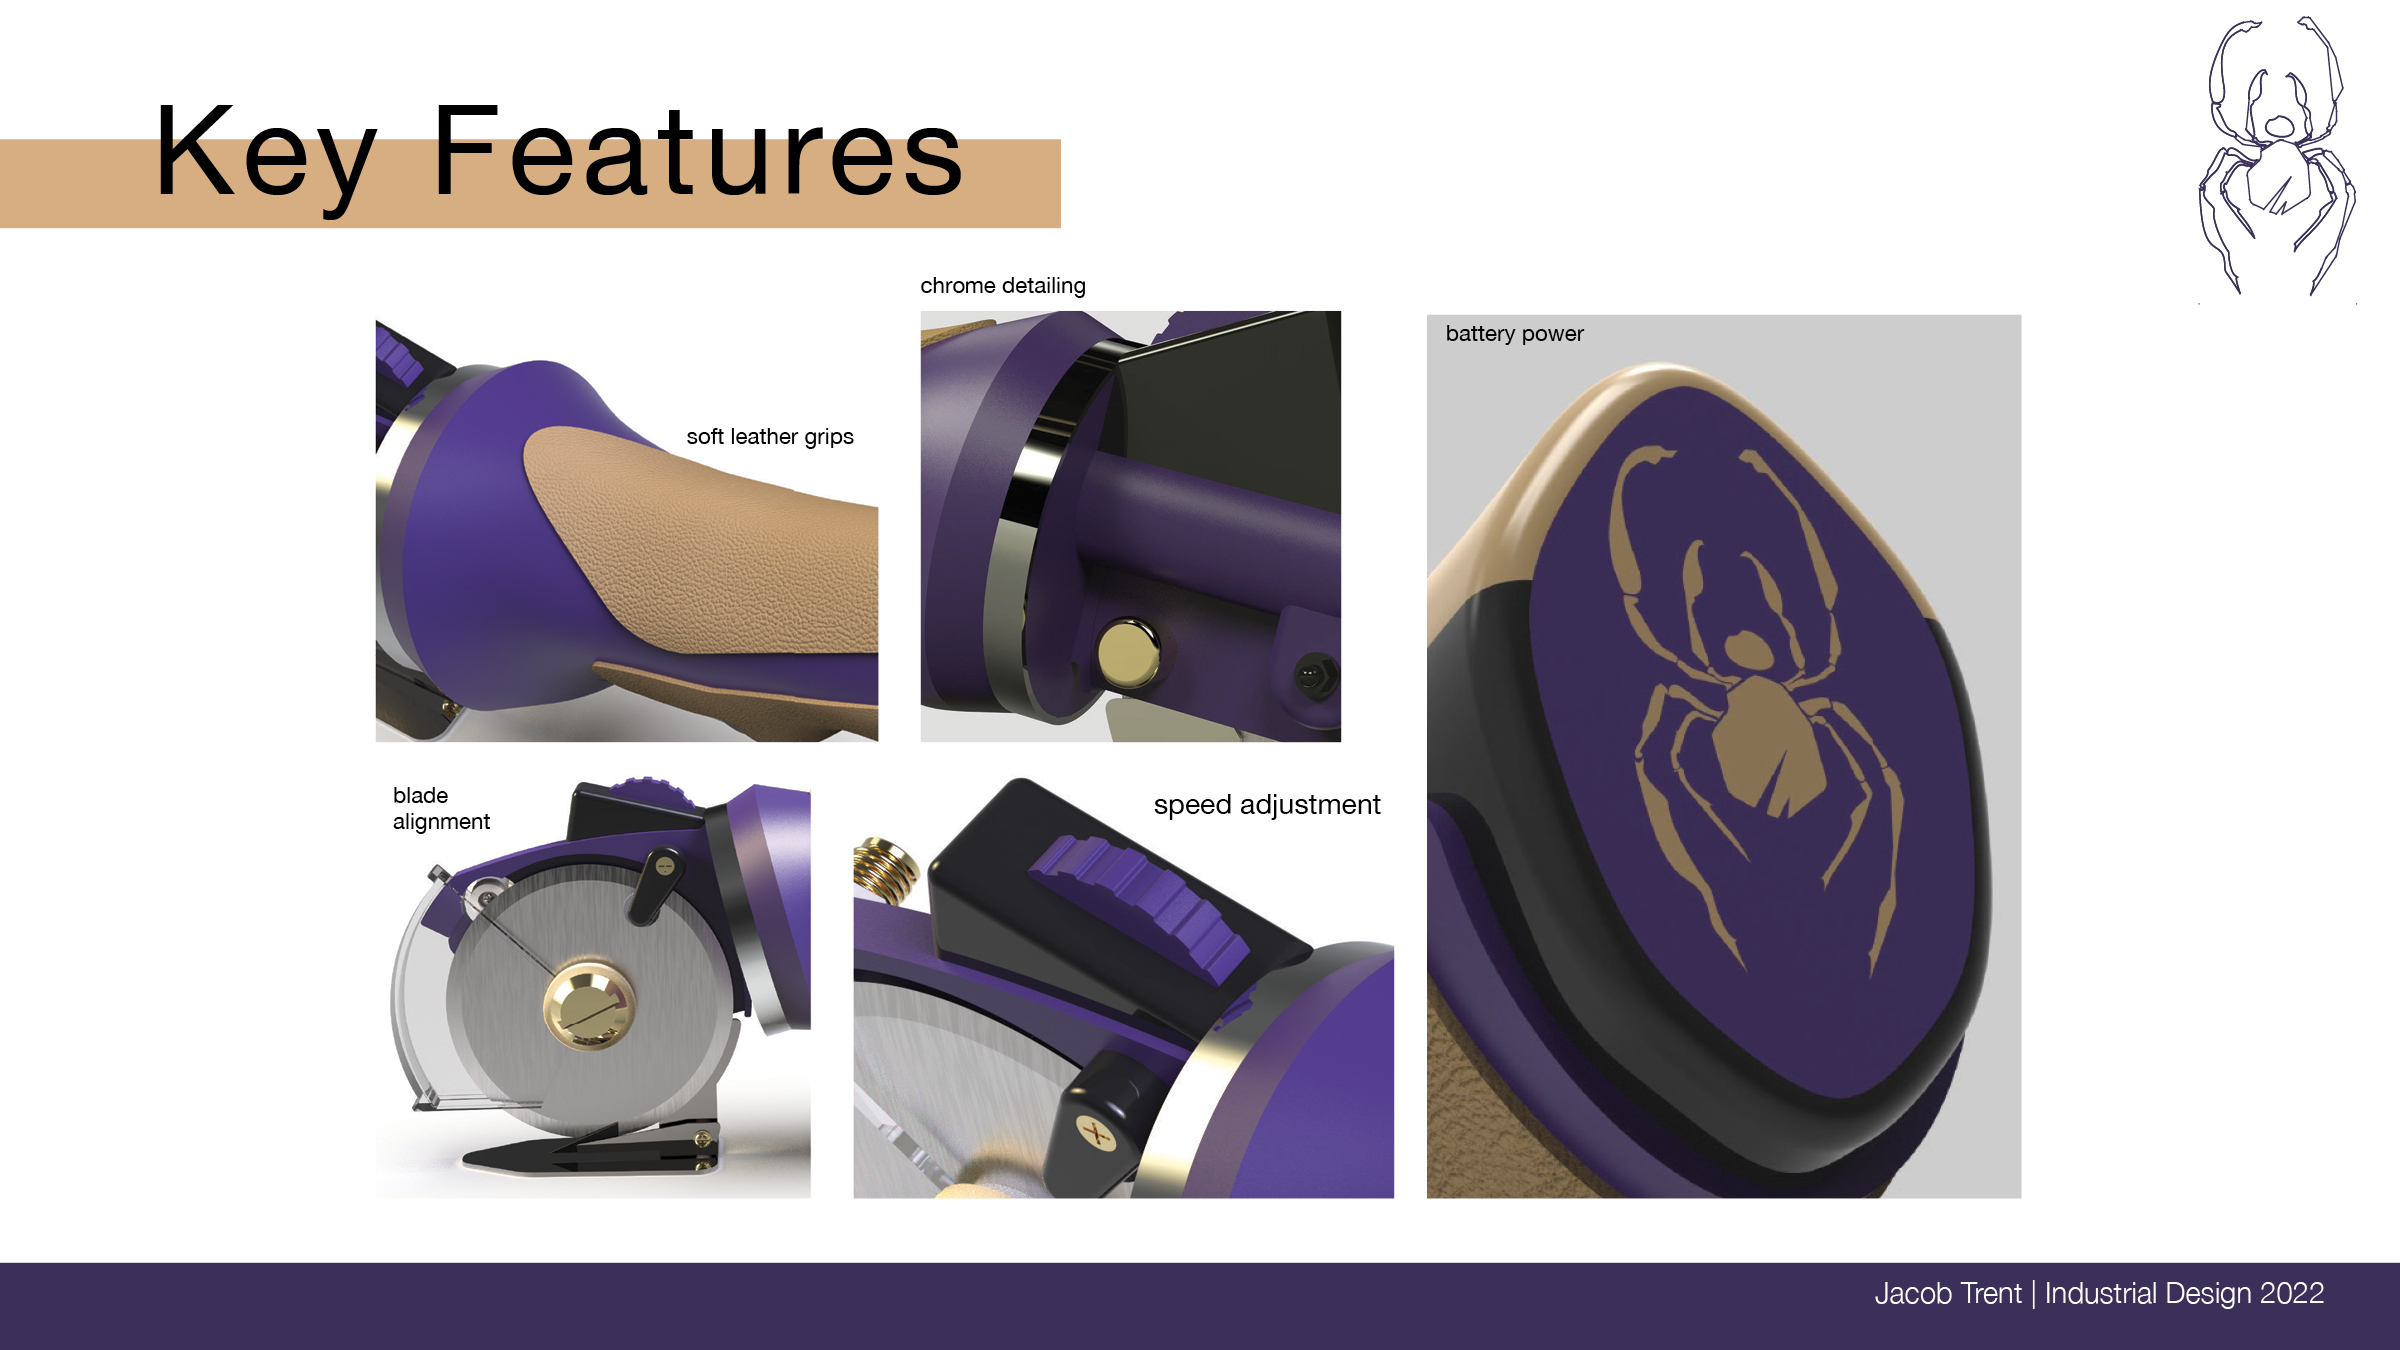 Key Features
chrome detailing
battery power
soft leather grips
blade
alignment
speed adjustment
Jacob Trent | Industrial Design 2022